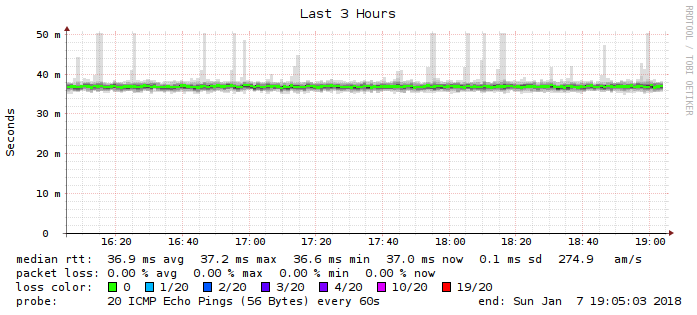 Last 3 Hours
RRDTOOL / TOBI OETIKER
Seconds
50 m
40 m
30 m
20 m
10 m
0
16:20 16:40 17:00 17:20 17:40 18:00 18:20 18:40 19:00
median rtt: 36.9 ms avg 37.2 ms max 36.6 ms min 37.0 ms now 0.1 ms sd 274.9 am/s
packet loss: 0.00 % avg 0.00 % max 0.00 % min 0.00 % now
loss color: 0 1/20 2/20 3/20 4/20 10/20 19/20
probe: 20 ICMP Echo Pings (56 Bytes) every 60s end: Sun Jan 7 19:05:03 2018